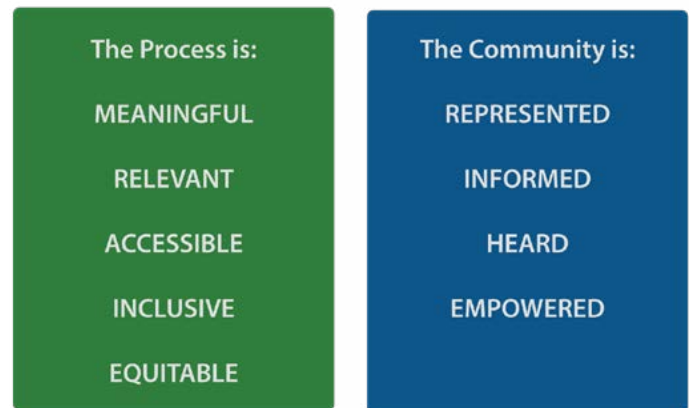 The Process is:
MEANINGFUL
RELEVANT
ACCESSIBLE
INCLUSIVE
EQUITABLE
The Community is:
REPRESENTED
INFORMED
HEARD
EMPOWERED